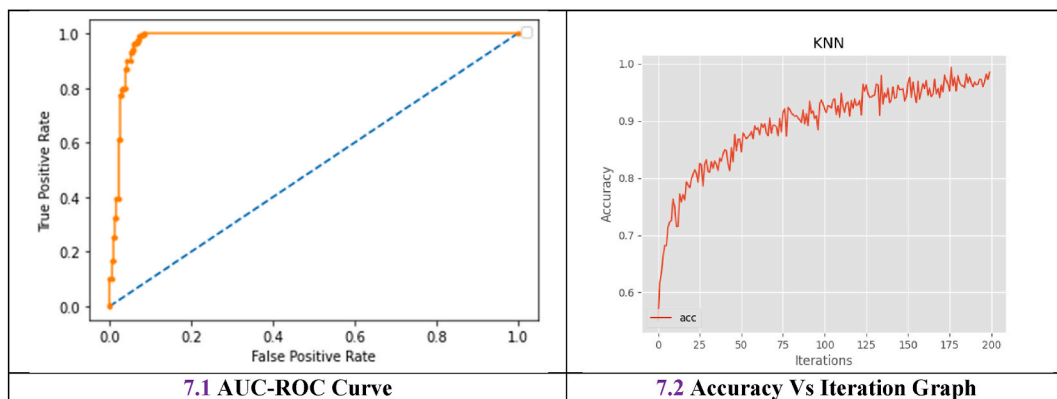 1.0
0.8
0.6
0.4
0.2
0.0
True Positive Rate
0.0 0.2 0.4 0.6 0.8 1.0
False Positive Rate
7.1 AUC-ROC Curve
KNN
1.0
0.9
0.8
0.7
0.6
Accuracy
acc
0 25 50 75 100 125 150 175 200
Iterations
7.2 Accuracy Vs Iteration Graph